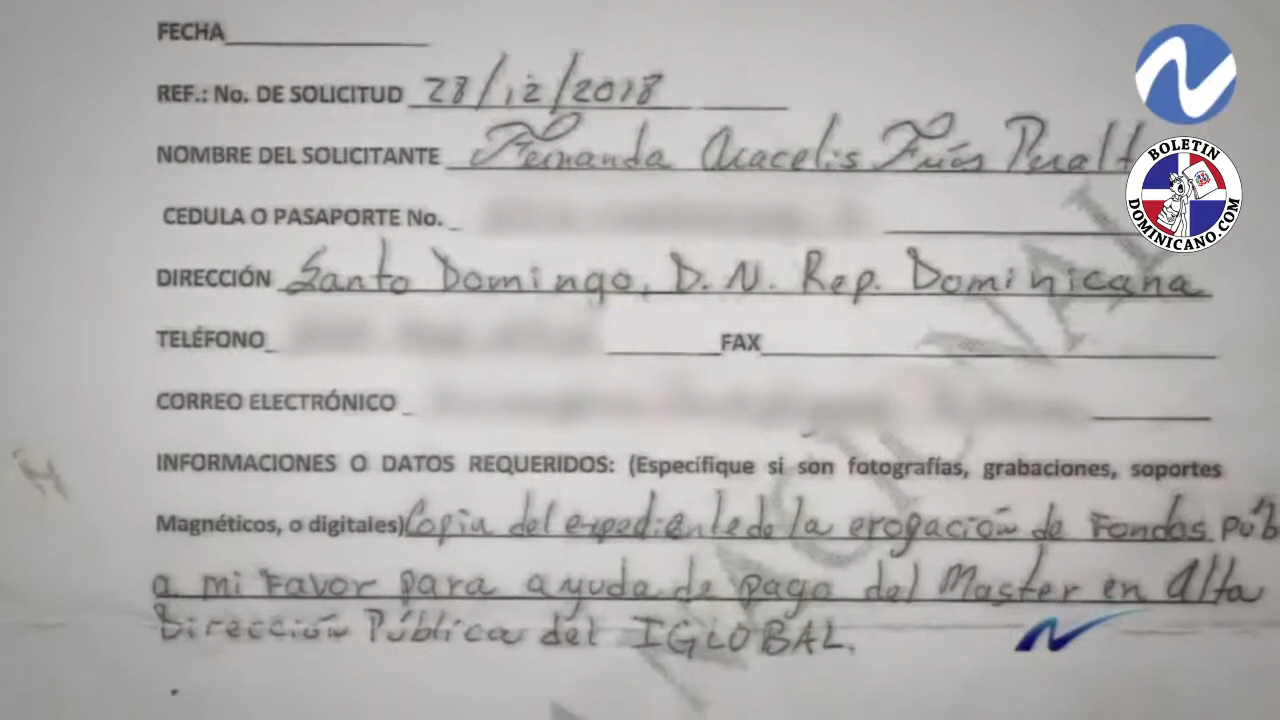 FECHA
REF.: No. DE SOLICITUD 28/12/2018
NOMBRE DEL SOLICITANTE Fernanda Aracelis Frías Peralt
CEDULA O PASAPORTE No.
DIRECCIÓN Santo Domingo, D.N. Rep. Dominicana
TELÉFONO FAX
CORREO ELECTRÓNICO
INFORMACIONES O DATOS REQUERIDOS: (Especifique si son fotografías, grabaciones, soportes
Magnéticos, o digitales) Copia del expediente de la erogación de Fondos púb
a mi Favor para ayuda de pago del Master en Alta
Dirección Pública del IGLOBAL.
BOLETIN
DOMINICANO.COM